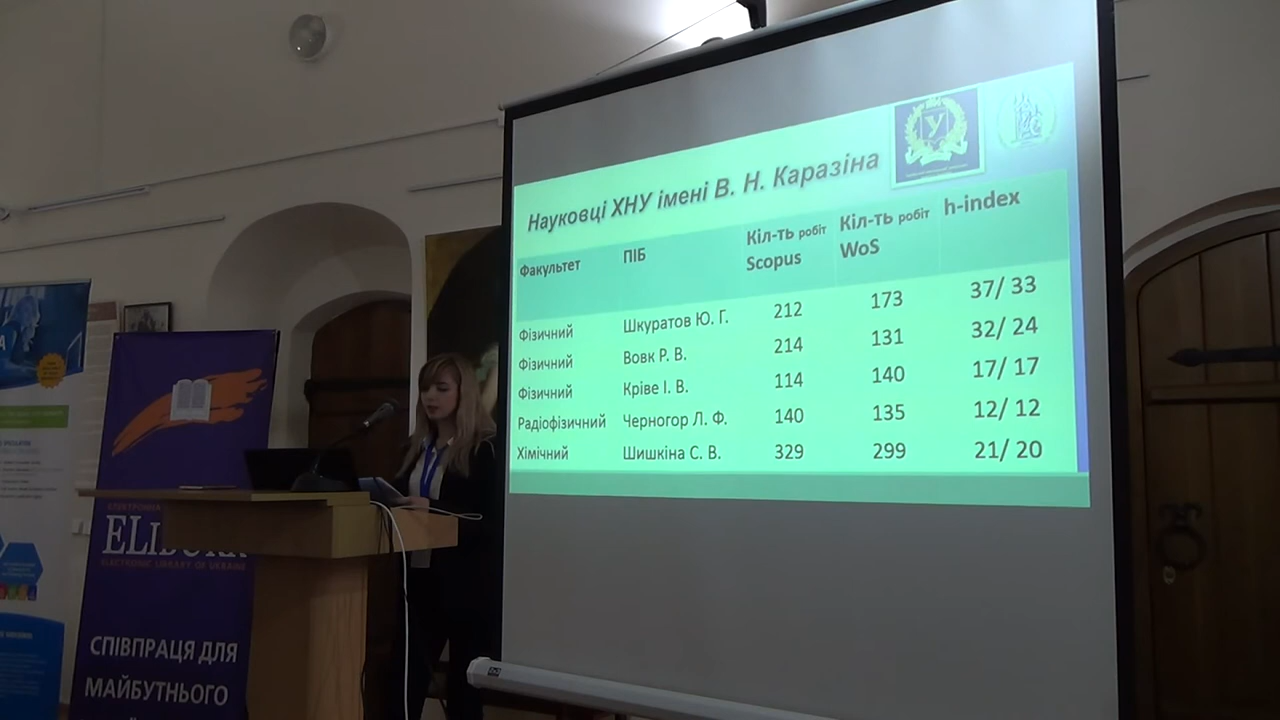 Науковці ХНУ імені В. Н. Каразіна
Факультет ПІБ Кіл-ть робіт Scopus Кіл-ть робіт WoS h-index
Фізичний Шкуратов Ю. Г. 212 173 37/ 33
Фізичний Вовк Р. В. 214 131 32/ 24
Фізичний Кріве І. В. 114 140 17/ 17
Радіофізичний Черногор Л. Ф. 140 135 12/ 12
Хімічний Шишкіна С. В. 329 299 21/ 20
ELECTRONIC LIBRARY OF UKRAINE
СПІВПРАЦЯ ДЛЯ
МАЙБУТНЬОГО